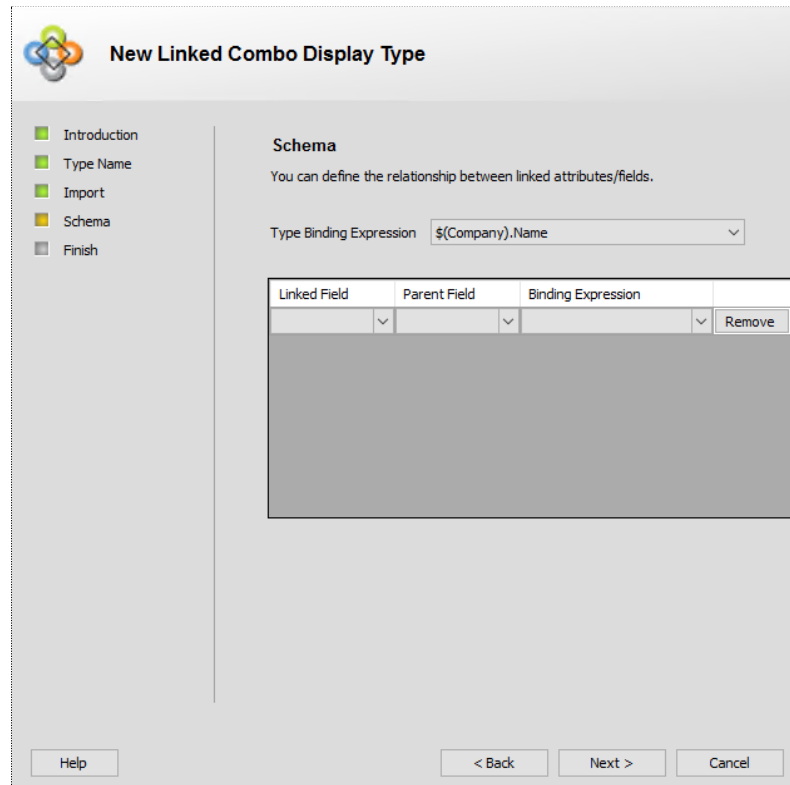 New Linked Combo Display Type
Introduction
Type Name
Import
Schema
Finish
Schema
You can define the relationship between linked attributes/fields.
Type Binding Expression $(Company).Name
Linked Field Parent Field Binding Expression
Remove
Help < Back Next > Cancel